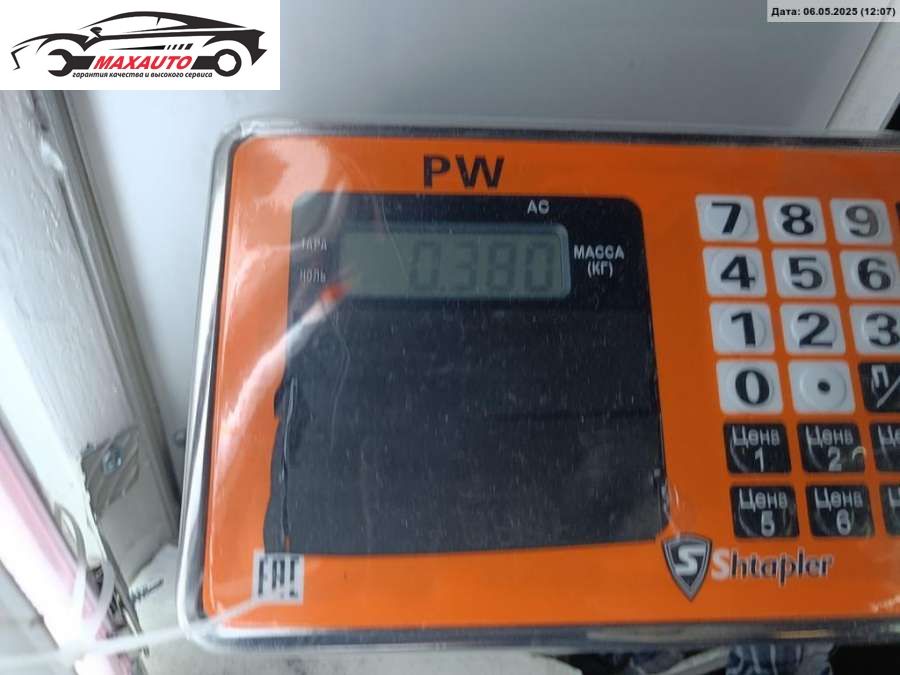 MAXAUTO
гарантия качества и высокого сервиса
Дата: 06.05.2025 (12:07)
PW
AC
ТАРА
НОЛЬ
0.380
МАССА
(КГ)
7 8 9
4 5 6
1 2 3
0 .
Цена 1
Цена 2
Цена 5
Цена 6
EAC
S Shtapler